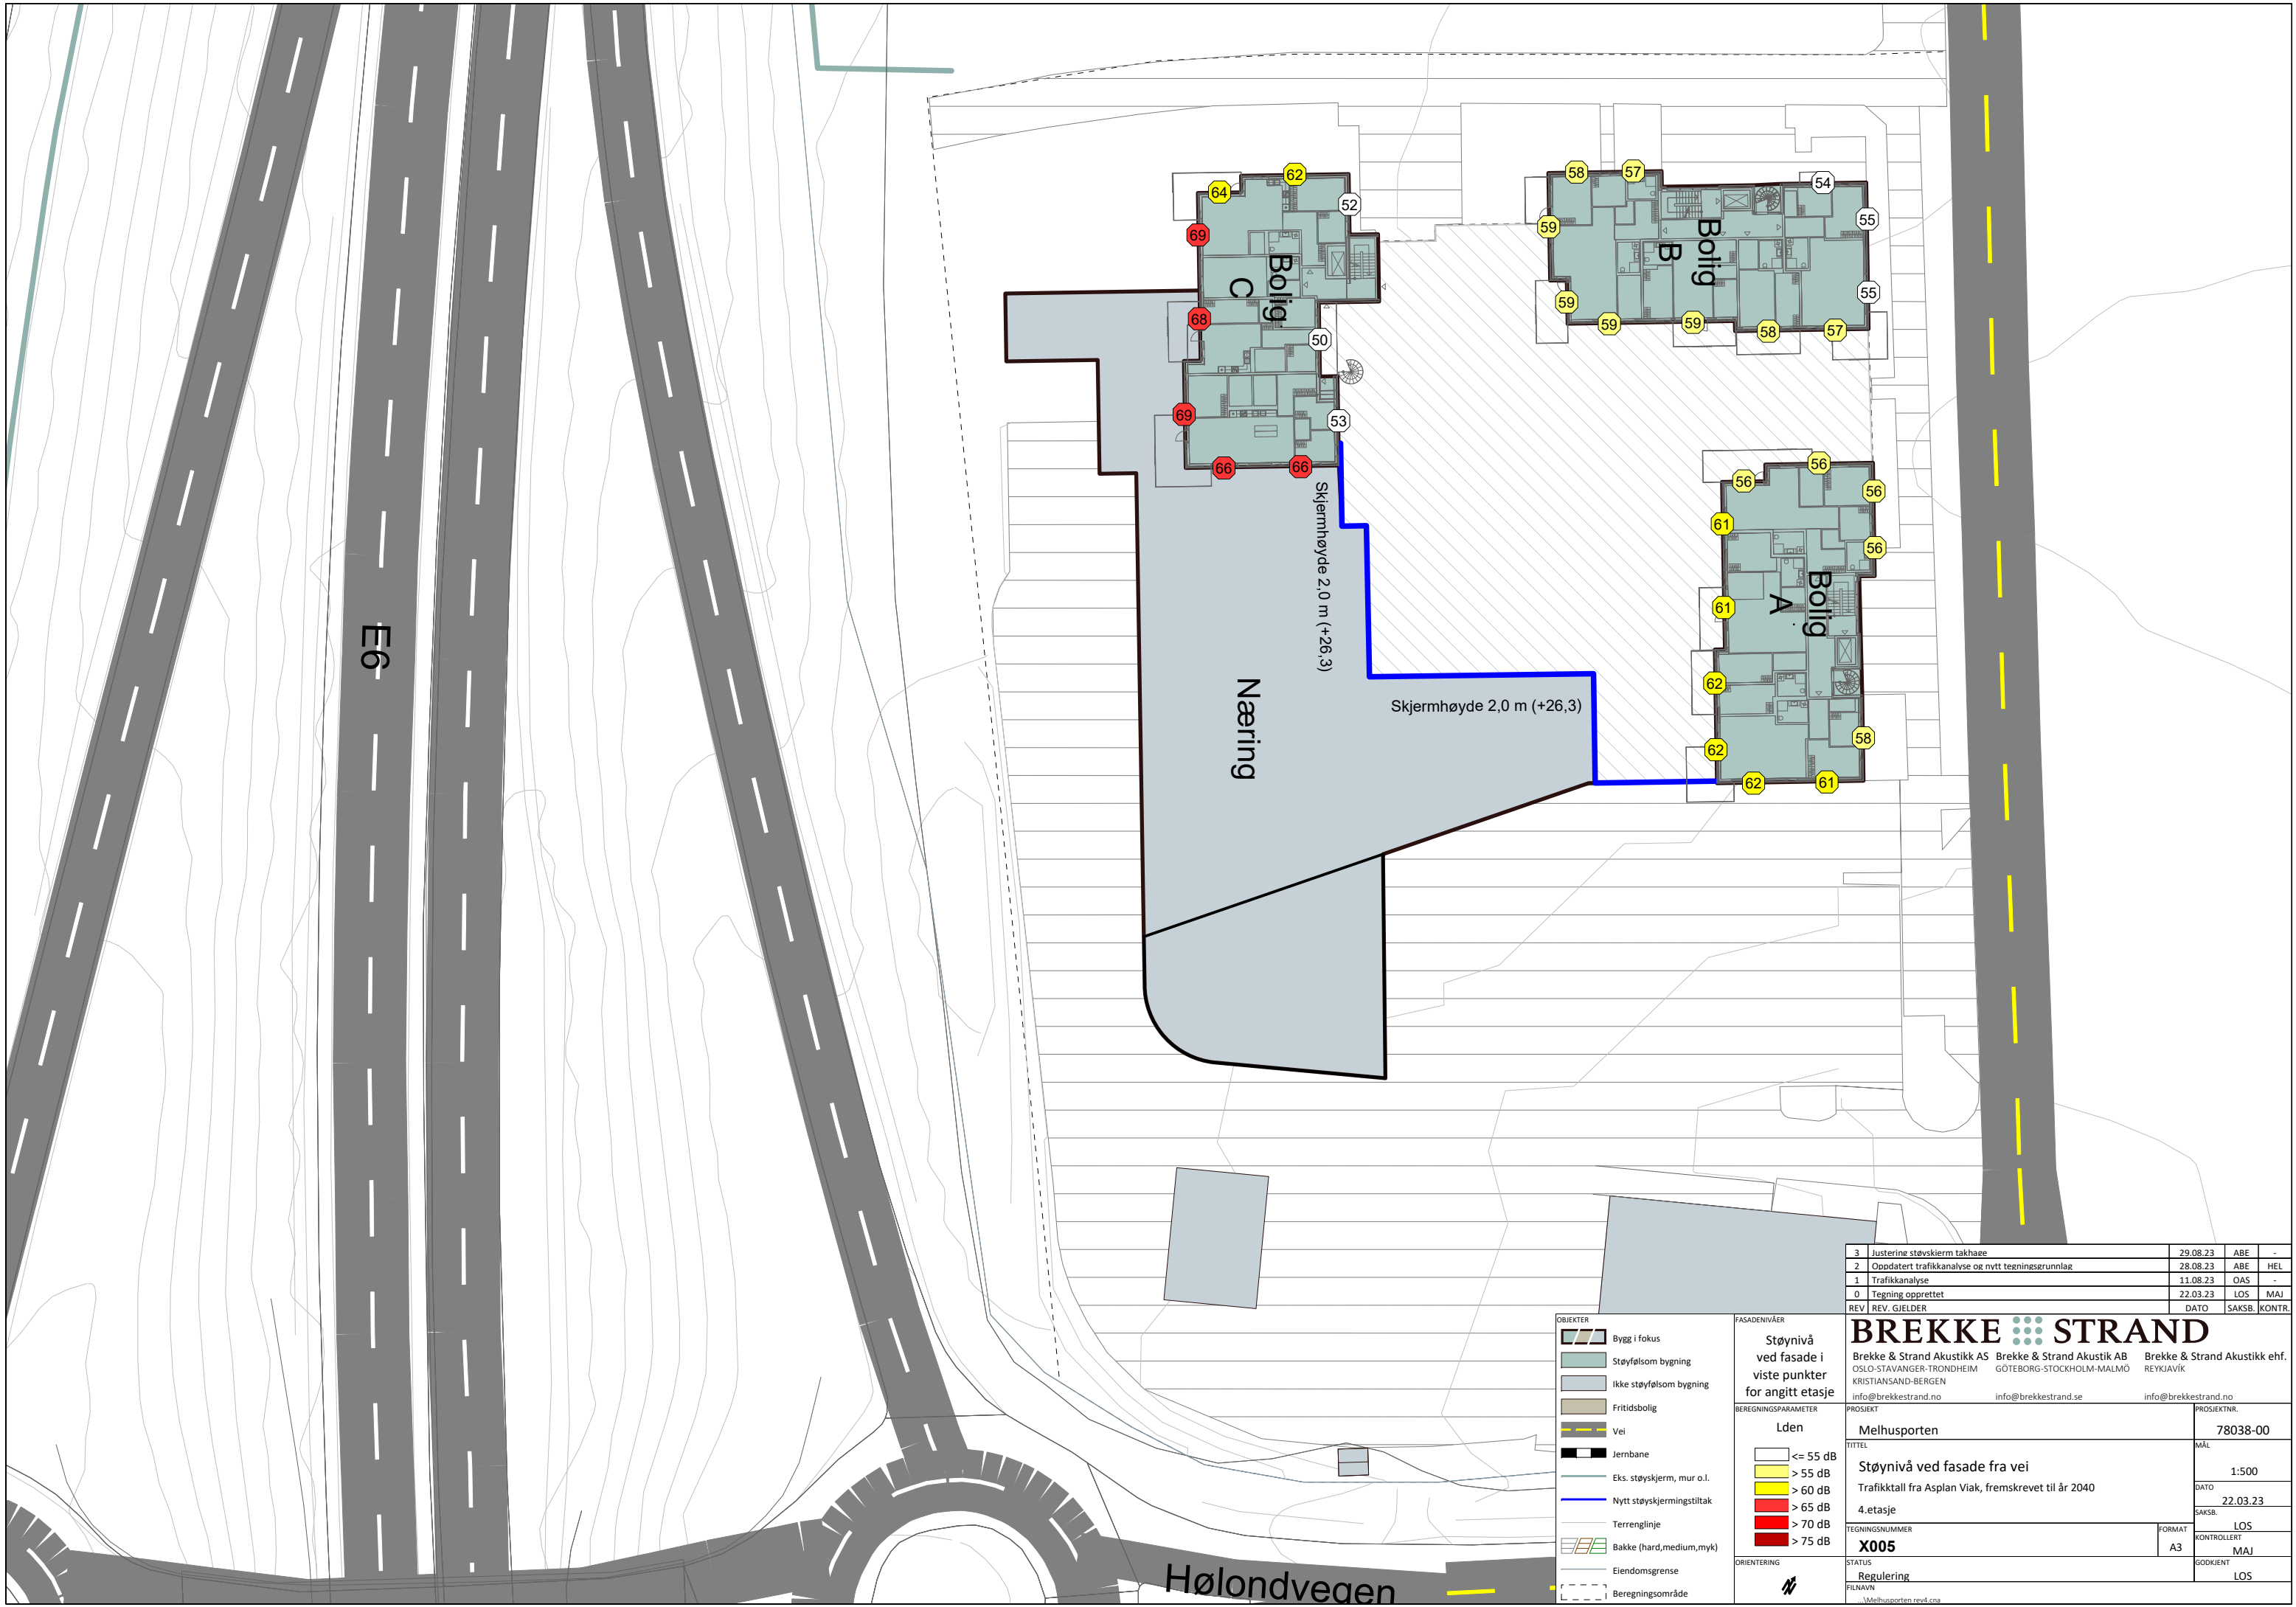 62
64
52
69
Bolig
C
68
50
69
53
66
66
58
57
54
59
55
Bolig
B
59
55
59
59
58
57
56
56
56
61
56
Bolig
A
61
62
62
58
62
61
E6
Skjermhøyde 2,0 m (+26,3)
Skjermhøyde 2,0 m (+26,3)
Næring
Hølondvegen
3 Justering støyskjerm takhage 29.08.23 ABE -
2 Oppdatert trafikkanalyse og nytt tegningsgrunnlag 28.08.23 ABE HEL
1 Trafikkanalyse 11.08.23 OAS -
0 Tegning opprettet 22.03.23 LOS MAJ
REV REV. GJELDER DATO SAKSB. KONTR.
OBJEKTER
Bygg i fokus
Støyfølsom bygning
Ikke støyfølsom bygning
Fritidsbolig
Vei
Jernbane
Eks. støyskjerm, mur o.l.
Nytt støyskjermingstiltak
Terrenglinje
Bakke (hard,medium,myk)
Eiendomsgrense
Beregningsområde
FASADENIVÅER
Støynivå
ved fasade i
viste punkter
for angitt etasje
BEREGNINGSPARAMETER
Lden
<= 55 dB
> 55 dB
> 60 dB
> 65 dB
> 70 dB
> 75 dB
ORIENTERING
N
BREKKE STRAND
Brekke & Strand Akustikk AS Brekke & Strand Akustik AB Brekke & Strand Akustikk ehf.
OSLO-STAVANGER-TRONDHEIM GÖTEBORG-STOCKHOLM-MALMÖ REYKJAVÍK
KRISTIANSAND-BERGEN
info@brekkestrand.no info@brekkestrand.se info@brekkestrand.no
PROSJEKT
Melhusporten
PROSJEKTNR.
78038-00
TITTEL
Støynivå ved fasade fra vei
Trafikktall fra Asplan Viak, fremskrevet til år 2040
4.etasje
MÅL
1:500
DATO
22.03.23
SAKSB.
LOS
TEGNINGSNUMMER
X005
FORMAT
A3
KONTROLLERT
MAJ
STATUS
Regulering
GODKJENT
LOS
FILNAVN
...\Melhusporten rev4.cna